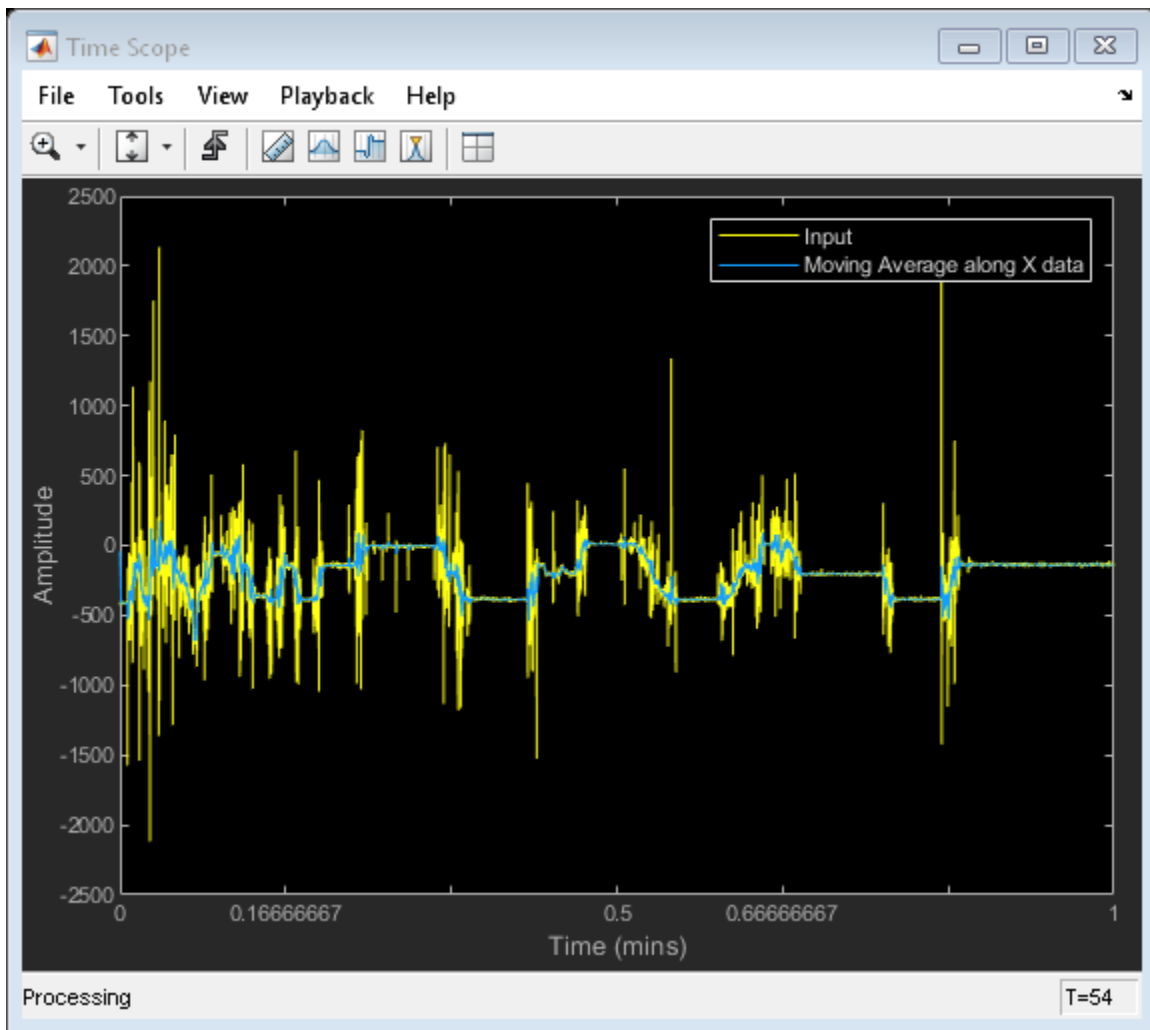 Time Scope
File Tools View Playback Help
2500
2000
1500
1000
500
0
-500
-1000
-1500
-2000
-2500
Amplitude
Input
Moving Average along X data
0 0.16666667 0.5 0.66666667 1
Time (mins)
Processing T=54